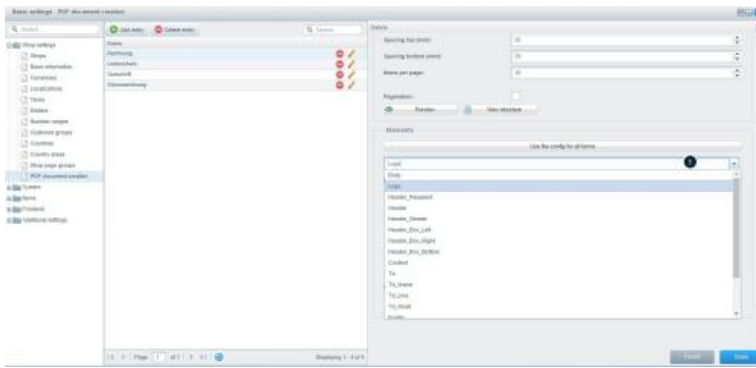 Basic settings - PDF document creation
Search...
Shop settings
Shops
Basic information
Currencies
Localizations
Taxes
Number ranges
Customer groups
Countries
Country areas
Shop page groups
PDF document creation
System
Items
Frontend
Additional settings
Add entry
Delete entry
Search...
Name
Rechnung
Lieferschein
Gutschrift
Stornorechnung
Page 1 of 1
Displaying 1 - 4 of 4
Details
Spacing top (mm):
Spacing bottom (mm):
Items per page:
Pagination:
Preview
View structure
Elements
Use this config for all forms
Logo
1
Body
Logo
Header_Recipient
Header
Header_Sender
Header_Box_Left
Header_Box_Right
Header_Box_Bottom
Content
Td
Td_Name
Td_Line
Td_Head
Save